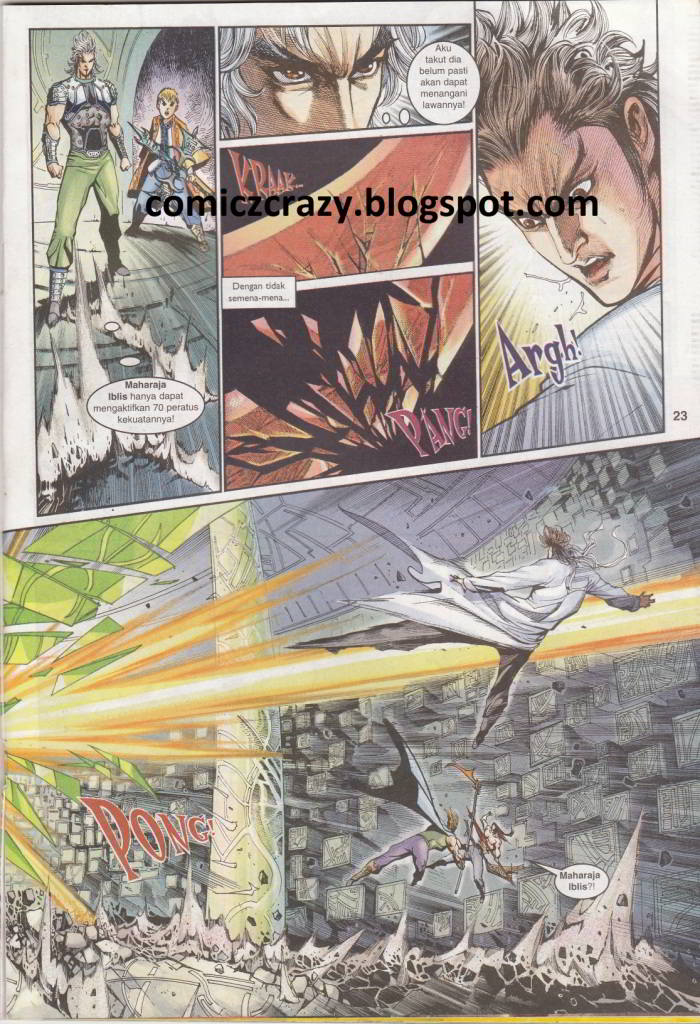 Maharaja
Iblis hanya dapat
mengaktifkan 70 peratus
kekuatannya!
Aku
takut dia
belum pasti
akan dapat
menangani
lawannya!
KRAAK...
comiczcrazy.blogspot.com
Dengan tidak
semena-mena...
PANG!
Argh!
23
PONG!
Maharaja
Iblis?!